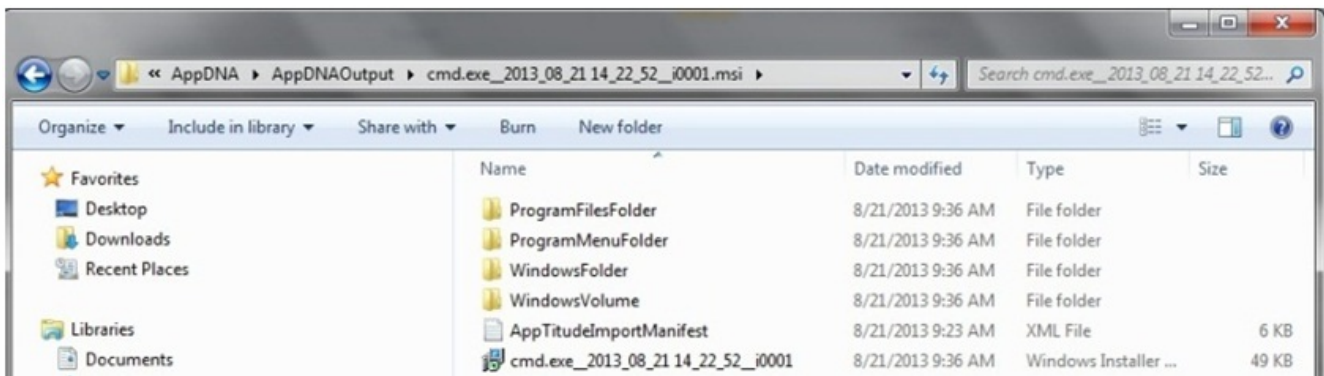 « AppDNA ▸ AppDNAOutput ▸ cmd.exe__2013_08_21 14_22_52__i0001.msi ▸ Search cmd.exe__2013_08_21 14_22_52...
Organize Include in library Share with Burn New folder
Name Date modified Type Size
Favorites
Desktop ProgramFilesFolder 8/21/2013 9:36 AM File folder
Downloads ProgramMenuFolder 8/21/2013 9:36 AM File folder
Recent Places WindowsFolder 8/21/2013 9:36 AM File folder
WindowsVolume 8/21/2013 9:36 AM File folder
Libraries AppTitudeImportManifest 8/21/2013 9:23 AM XML File 6 KB
Documents cmd.exe__2013_08_21 14_22_52__i0001 8/21/2013 9:36 AM Windows Installer ... 49 KB